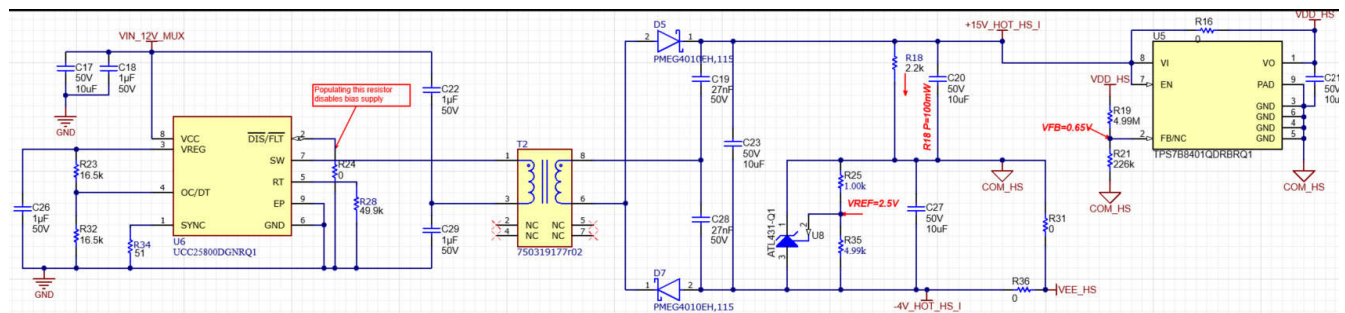 VIN_12V_MUX
C17
50V
10uF
C18
1µF
50V
GND
Populating this resistor
disables bias supply
8 VCC
3 VREG
4 OC/DT
1 SYNC
DIS/FLT 2
SW 7
RT 5
EP 9
GND 6
U6
UCC25800DGNRQ1
R23
16.5k
R32
16.5k
C26
1µF
50V
R34
51
GND
R24
0
R28
49.9k
C22
1µF
50V
C29
1µF
50V
T2
1
3
2 NC
4 NC
8
6
NC 5
NC 7
750319177r02
D5
2 1
PMEG4010EH,115
C19
27nF
50V
C28
27nF
50V
D7
1 2
PMEG4010EH,115
C23
50V
10uF
+15V_HOT_HS_I
R18
2.2k
R18 P=100mW
C20
50V
10uF
R25
1.00k
VREF=2.5V
ATL431-Q1
1
2
3
U8
R35
4.99k
C27
50V
10uF
COM_HS
R31
0
R36
0
VEE_HS
-4V_HOT_HS_I
R16
0
VDD_HS
U5
8 VI
7 EN
2 FB/NC
VO 1
PAD 9
GND 3
GND 6
GND 4
GND 5
TPS7B8401QDRBRQ1
VDD_HS
R19
4.99M
VFB=0.65V
R21
226k
COM_HS
C21
50V
COM_HS